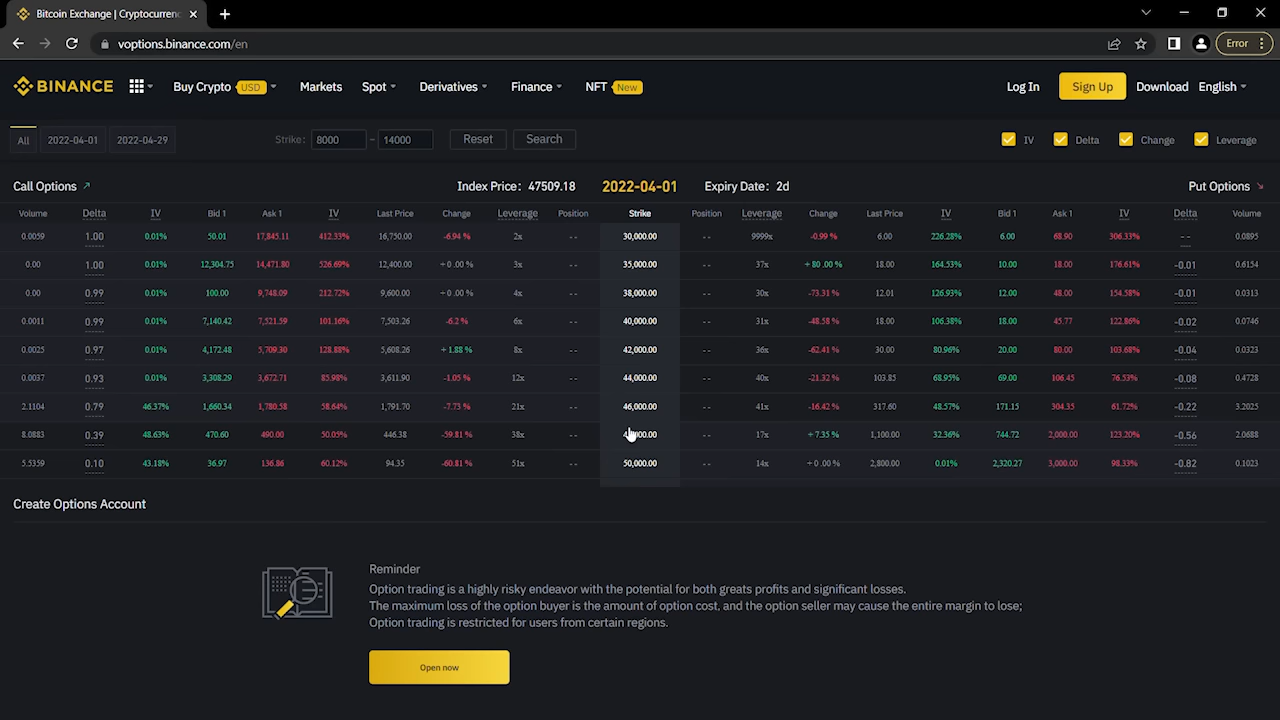 Bitcoin Exchange | Cryptocurrenc
voptions.binance.com/en
Error
BINANCE Buy Crypto USD Markets Spot Derivatives Finance NFT New Log In Sign Up Download English
All 2022-04-01 2022-04-29 Strike: 8000 - 14000 Reset Search IV Delta Change Leverage
Call Options Index Price: 47509.18 2022-04-01 Expiry Date: 2d Put Options
Volume Delta IV Bid 1 Ask 1 IV Last Price Change Leverage Position Strike Position Leverage Change Last Price IV Bid 1 Ask 1 IV Delta Volume
0.0059 1.00 0.01% 50.01 17,845.11 412.33% 16,750.00 -6.94 % 2x -- 30,000.00 -- 9999x -0.99 % 6.00 226.28% 6.00 68.90 306.33% -- 0.0895
0.00 1.00 0.01% 12,304.75 14,471.80 526.69% 12,400.00 +0 .00 % 3x -- 35,000.00 -- 37x + 80 .00 % 18.00 164.53% 10.00 18.00 176.61% -0.01 0.6154
0.00 0.99 0.01% 100.00 9,748.09 212.72% 9,600.00 +0 .00 % 4x -- 38,000.00 -- 30x -73.31 % 12.01 126.93% 12.00 48.00 154.58% -0.01 0.0313
0.0011 0.99 0.01% 7,140.42 7,521.59 101.16% 7,503.26 -6.2 % 6x -- 40,000.00 -- 31x -48.58 % 18.00 106.38% 18.00 45.77 122.86% -0.02 0.0746
0.0025 0.97 0.01% 4,172.48 5,709.30 128.88% 5,608.26 + 1.88 % 8x -- 42,000.00 -- 36x -62.41 % 30.00 80.96% 20.00 80.00 103.68% -0.04 0.0323
0.0037 0.93 0.01% 3,308.29 3,672.71 85.98% 3,611.90 -1.05 % 12x -- 44,000.00 -- 40x -21.32 % 103.85 68.95% 69.00 106.45 76.53% -0.08 0.4728
2.1104 0.79 46.37% 1,660.34 1,780.58 58.64% 1,791.70 -7.73 % 21x -- 46,000.00 -- 41x -16.42 % 317.60 48.57% 171.15 304.35 61.72% -0.22 3.2025
8.0883 0.39 48.63% 470.60 490.00 50.05% 446.38 -59.81 % 38x -- -- 17x + 7.35 % 1,100.00 32.36% 744.72 2,000.00 123.20% -0.56 2.0688
5.5359 0.10 43.18% 36.97 136.86 60.12% 94.35 -60.81 % 51x -- 50,000.00 -- 14x +0 .00 % 2,800.00 0.01% 2,320.27 3,000.00 98.33% -0.82 0.1023
Create Options Account
Reminder
Option trading is a highly risky endeavor with the potential for both greats profits and significant losses.
The maximum loss of the option buyer is the amount of option cost, and the option seller may cause the entire margin to lose;
Option trading is restricted for users from certain regions.
Open now